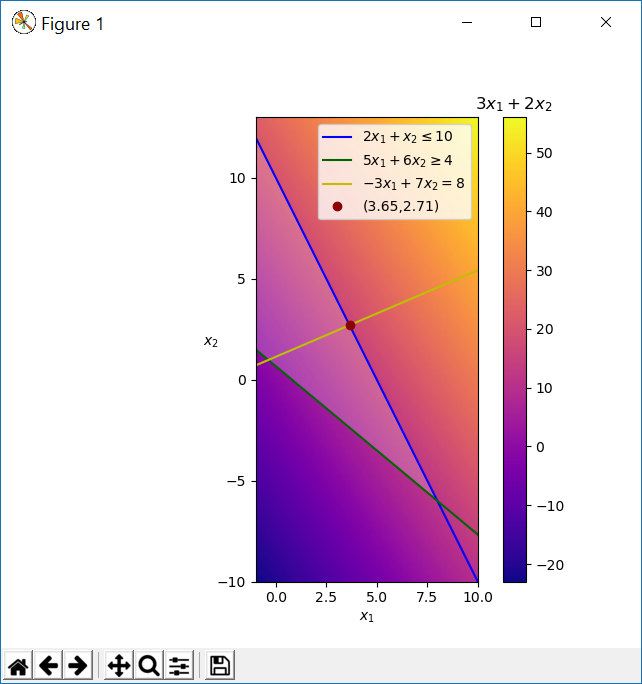 Figure 1
3x₁ + 2x₂
2x₁ + x₂ ≤ 10
5x₁ + 6x₂ ≥ 4
−3x₁ + 7x₂ = 8
(3.65,2.71)
10
5
0
−5
−10
x₂
0.0 2.5 5.0 7.5 10.0
x₁
50
40
30
20
10
0
−10
−20